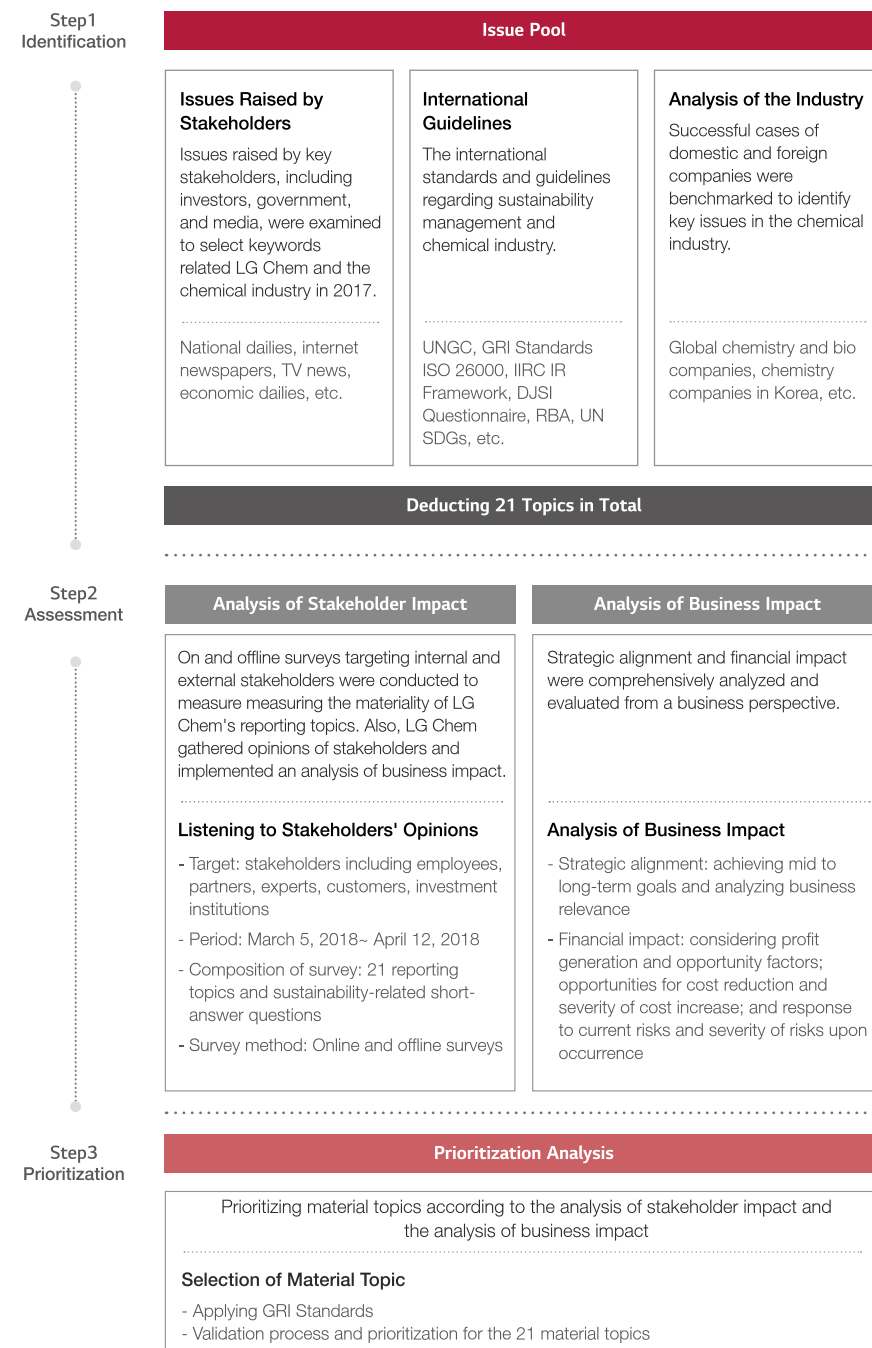 Step1
Identification
Issue Pool
Issues Raised by
Stakeholders
Issues raised by key
stakeholders, including
investors, government,
and media, were examined
to select keywords
related LG Chem and the
chemical industry in 2017.
National dailies, internet
newspapers, TV news,
economic dailies, etc.
International
Guidelines
The international
standards and guidelines
regarding sustainability
management and
chemical industry.
UNGC, GRI Standards
ISO 26000, IIRC IR
Framework, DJSI
Questionnaire, RBA, UN
SDGs, etc.
Analysis of the Industry
Successful cases of
domestic and foreign
companies were
benchmarked to identify
key issues in the chemical
industry.
Global chemistry and bio
companies, chemistry
companies in Korea, etc.
Deducting 21 Topics in Total
Step2
Assessment
Analysis of Stakeholder Impact
On and offline surveys targeting internal and
external stakeholders were conducted to
measure measuring the materiality of LG
Chem's reporting topics. Also, LG Chem
gathered opinions of stakeholders and
implemented an analysis of business impact.
Listening to Stakeholders' Opinions
- Target: stakeholders including employees,
partners, experts, customers, investment
institutions
- Period: March 5, 2018~ April 12, 2018
- Composition of survey: 21 reporting
topics and sustainability-related short-
answer questions
- Survey method: Online and offline surveys
Analysis of Business Impact
Strategic alignment and financial impact
were comprehensively analyzed and
evaluated from a business perspective.
Analysis of Business Impact
- Strategic alignment: achieving mid to
long-term goals and analyzing business
relevance
- Financial impact: considering profit
generation and opportunity factors;
opportunities for cost reduction and
severity of cost increase; and response
to current risks and severity of risks upon
occurrence
Step3
Prioritization
Prioritization Analysis
Prioritizing material topics according to the analysis of stakeholder impact and
the analysis of business impact
Selection of Material Topic
- Applying GRI Standards
- Validation process and prioritization for the 21 material topics